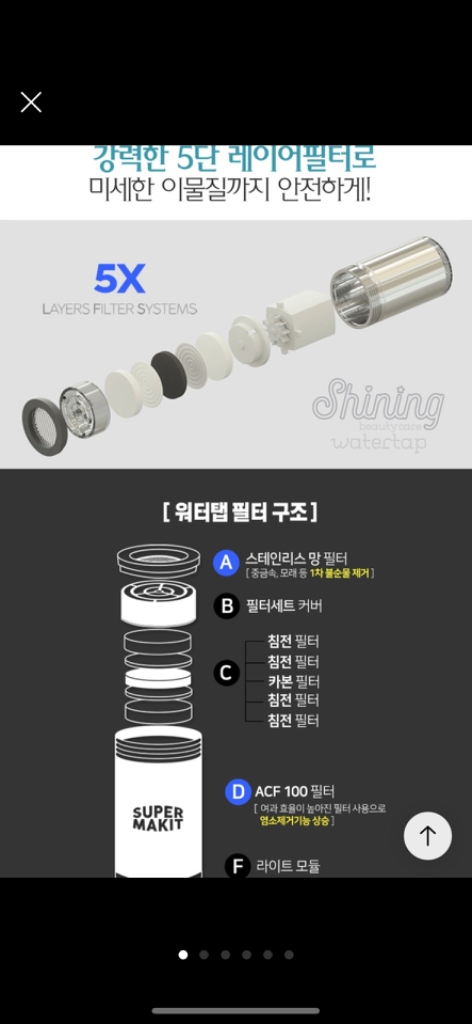 강력한 5단 레이어필터로
미세한 이물질까지 안전하게!
5X
LAYERS FILTER SYSTEMS
Shining
beauty care
watertap
[ 워터탭 필터 구조 ]
A 스테인리스 망 필터
[ 중금속, 모래 등 1차 불순물 제거 ]
B 필터세트 커버
C
침전 필터
침전 필터
카본 필터
침전 필터
침전 필터
SUPER
MAKIT
D ACF 100 필터
[ 여과 효율이 높아진 필터 사용으로
염소제거기능 상승 ]
F 라이트 모듈